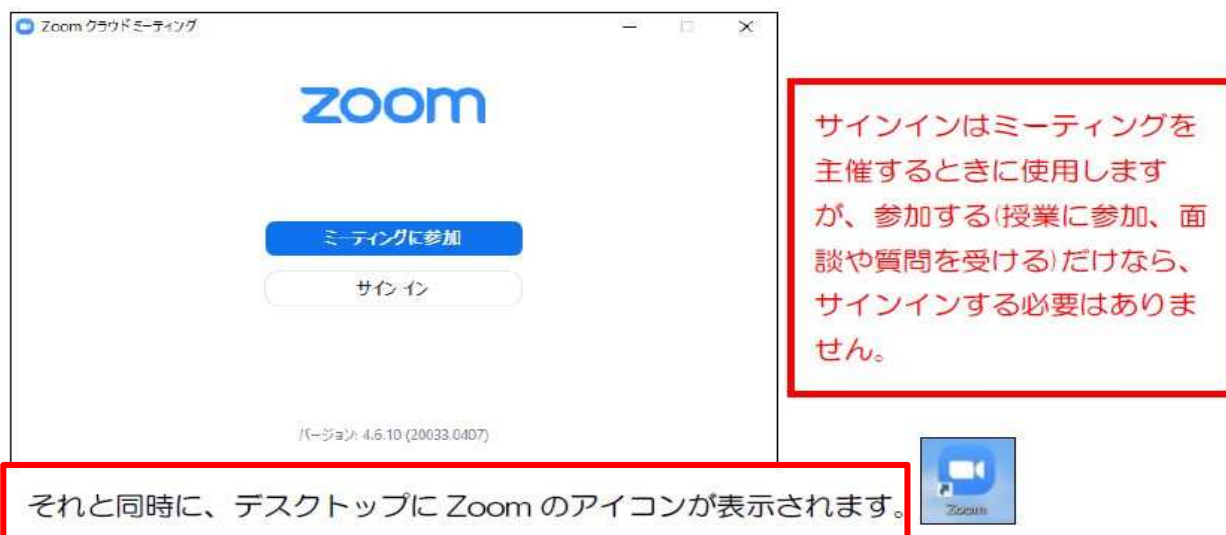 Zoom クラウドミーティング
zoom
ミーティングに参加
サイン イン
バージョン: 4.6.10 (20033.0407)
サインインはミーティングを
主催するときに使用します
が、参加する(授業に参加、面
談や質問を受ける)だけなら、
サインインする必要はありま
せん。
それと同時に、デスクトップに Zoom のアイコンが表示されます。
Zoom